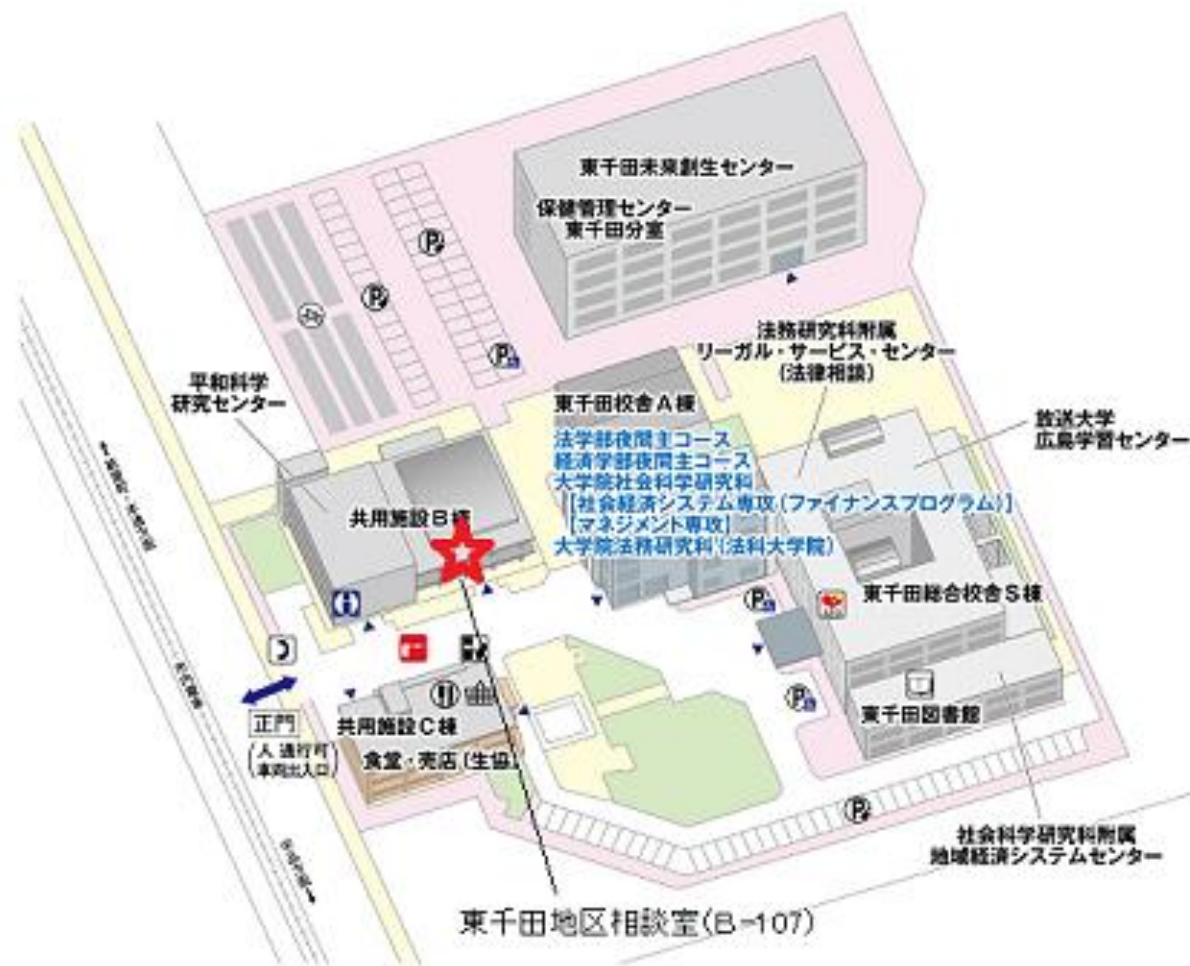 東千田未来創生センター
保健管理センター
東千田分室
法務研究科附属
リーガル・サービス・センター
(法律相談)
平和科学
研究センター
東千田校舎A棟
法学部夜間主コース
経済学部夜間主コース
大学院社会科学研究科
[社会経済システム専攻(ファイナンスプログラム)]
[マネジメント専攻]
大学院法務研究科(法科大学院)
放送大学
広島学習センター
共用施設B棟
東千田総合校舎S棟
東千田図書館
正門
(人 通行可
車両出入口)
共用施設C棟
食堂・売店(生協)
社会科学研究科附属
地域経済システムセンター
東千田地区相談室(B-107)
P
P
P
P
P
P